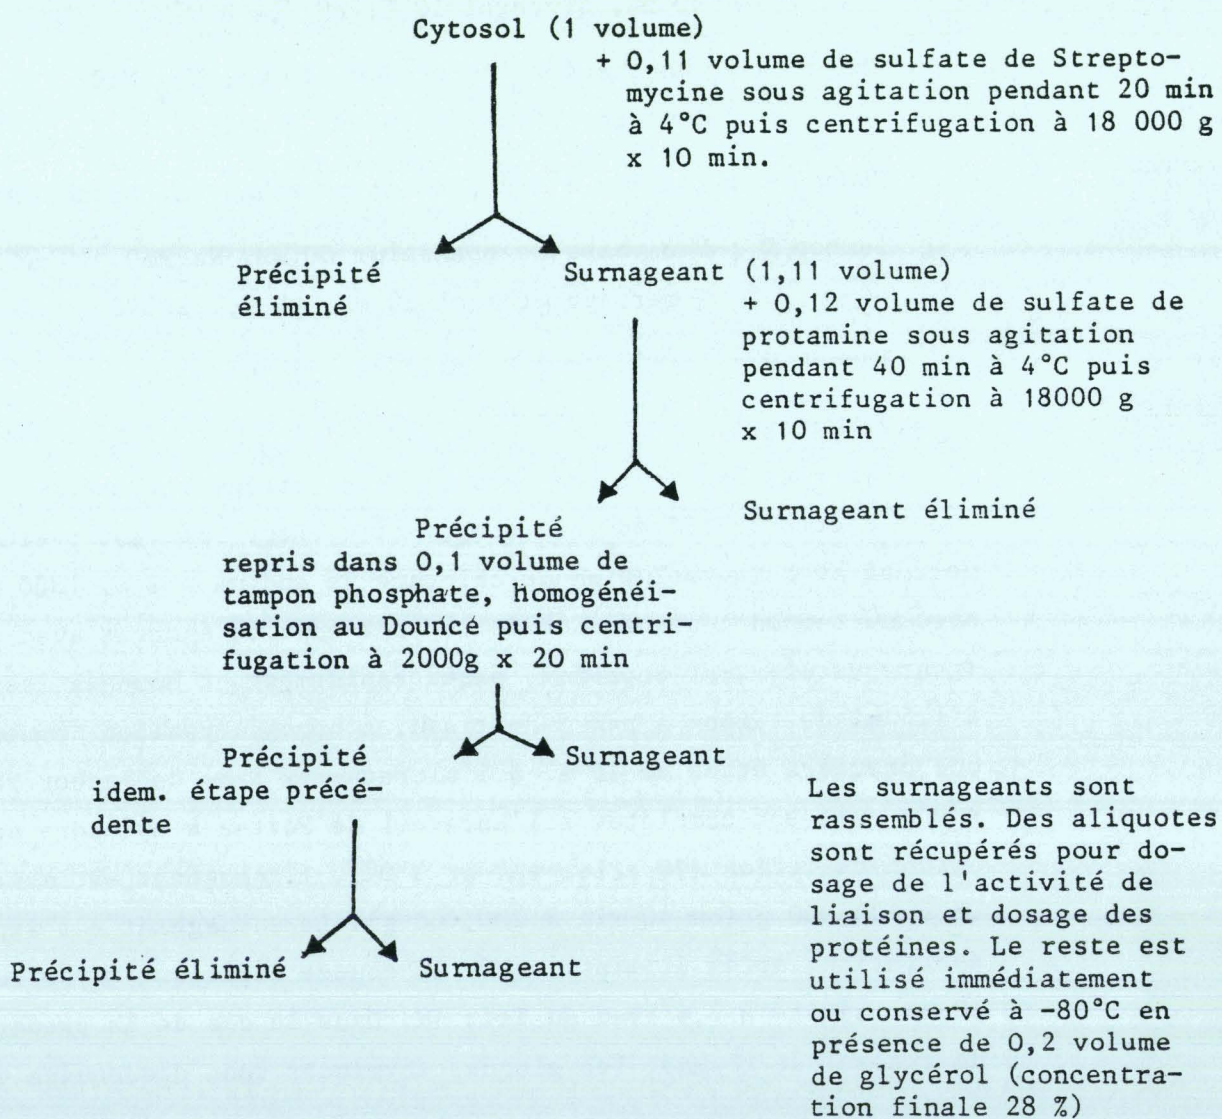 Cytosol (1 volume)
+ 0,11 volume de sulfate de Strepto-
mycine sous agitation pendant 20 min
à 4°C puis centrifugation à 18 000 g
x 10 min.
Précipité
éliminé
Surnageant (1,11 volume)
+ 0,12 volume de sulfate de
protamine sous agitation
pendant 40 min à 4°C puis
centrifugation à 18000 g
x 10 min
Surnageant éliminé
Précipité
repris dans 0,1 volume de
tampon phosphate, homogénéi-
sation au Dounce puis centri-
fugation à 2000g x 20 min
Précipité
idem. étape précé-
dente
Surnageant
Précipité éliminé
Surnageant
Les surnageants sont
rassemblés. Des aliquotes
sont récupérés pour do-
sage de l'activité de
liaison et dosage des
protéines. Le reste est
utilisé immédiatement
ou conservé à -80°C en
présence de 0,2 volume
de glycérol (concentra-
tion finale 28 %)